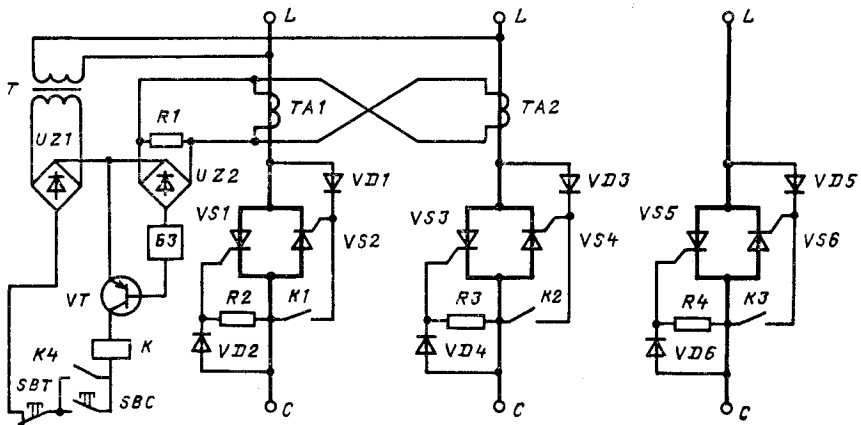 L L L
T
TA1 TA2
R1
UZ1
UZ2
VD1 VD3 VD5
VS1 VS3 VS5
VS2 VS4 VS6
БЗ
VT
R2 K1 R3 K2 R4 K3
K
VD2 VD4 VD6
K4
SBT
SBC
C C C